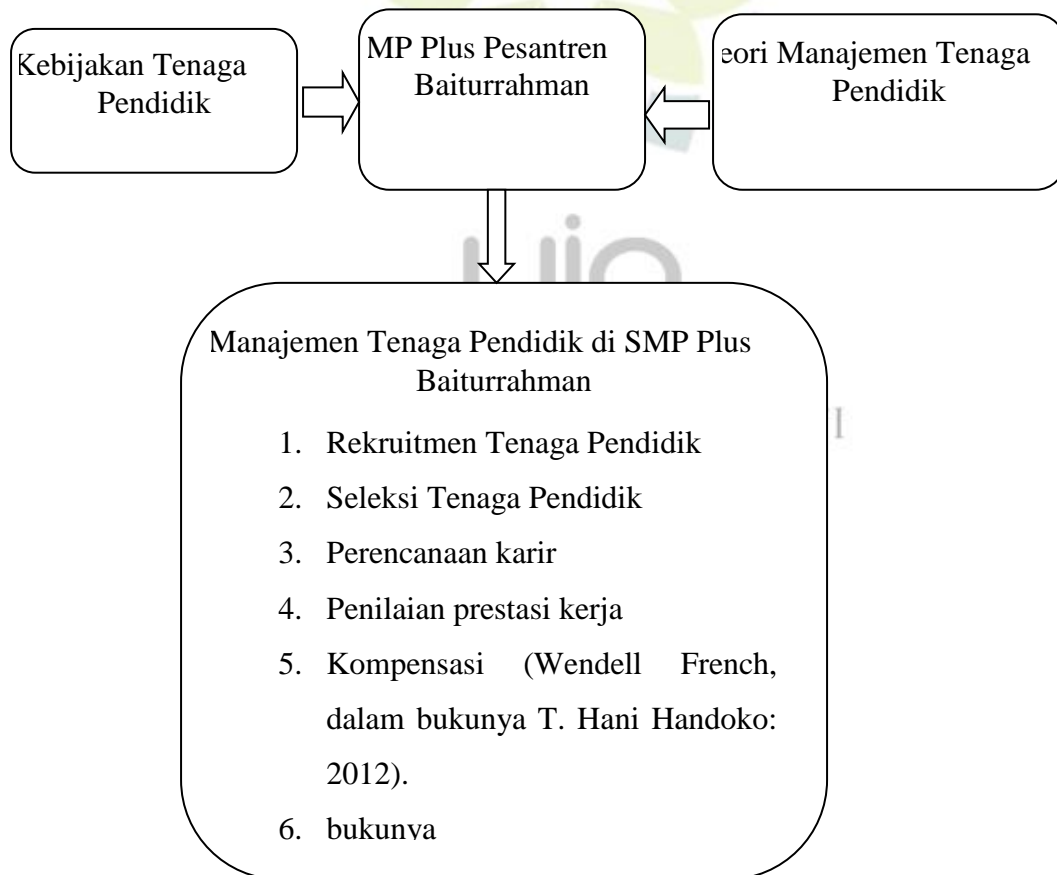 Kebijakan Tenaga
Pendidik
MP Plus Pesantren
Baiturrahman
eori Manajemen Tenaga
Pendidik
Manajemen Tenaga Pendidik di SMP Plus
Baiturrahman
1. Rekruitmen Tenaga Pendidik
2. Seleksi Tenaga Pendidik
3. Perencanaan karir
4. Penilaian prestasi kerja
5. Kompensasi (Wendell French,
dalam bukunya T. Hani Handoko:
2012).
6. bukunya